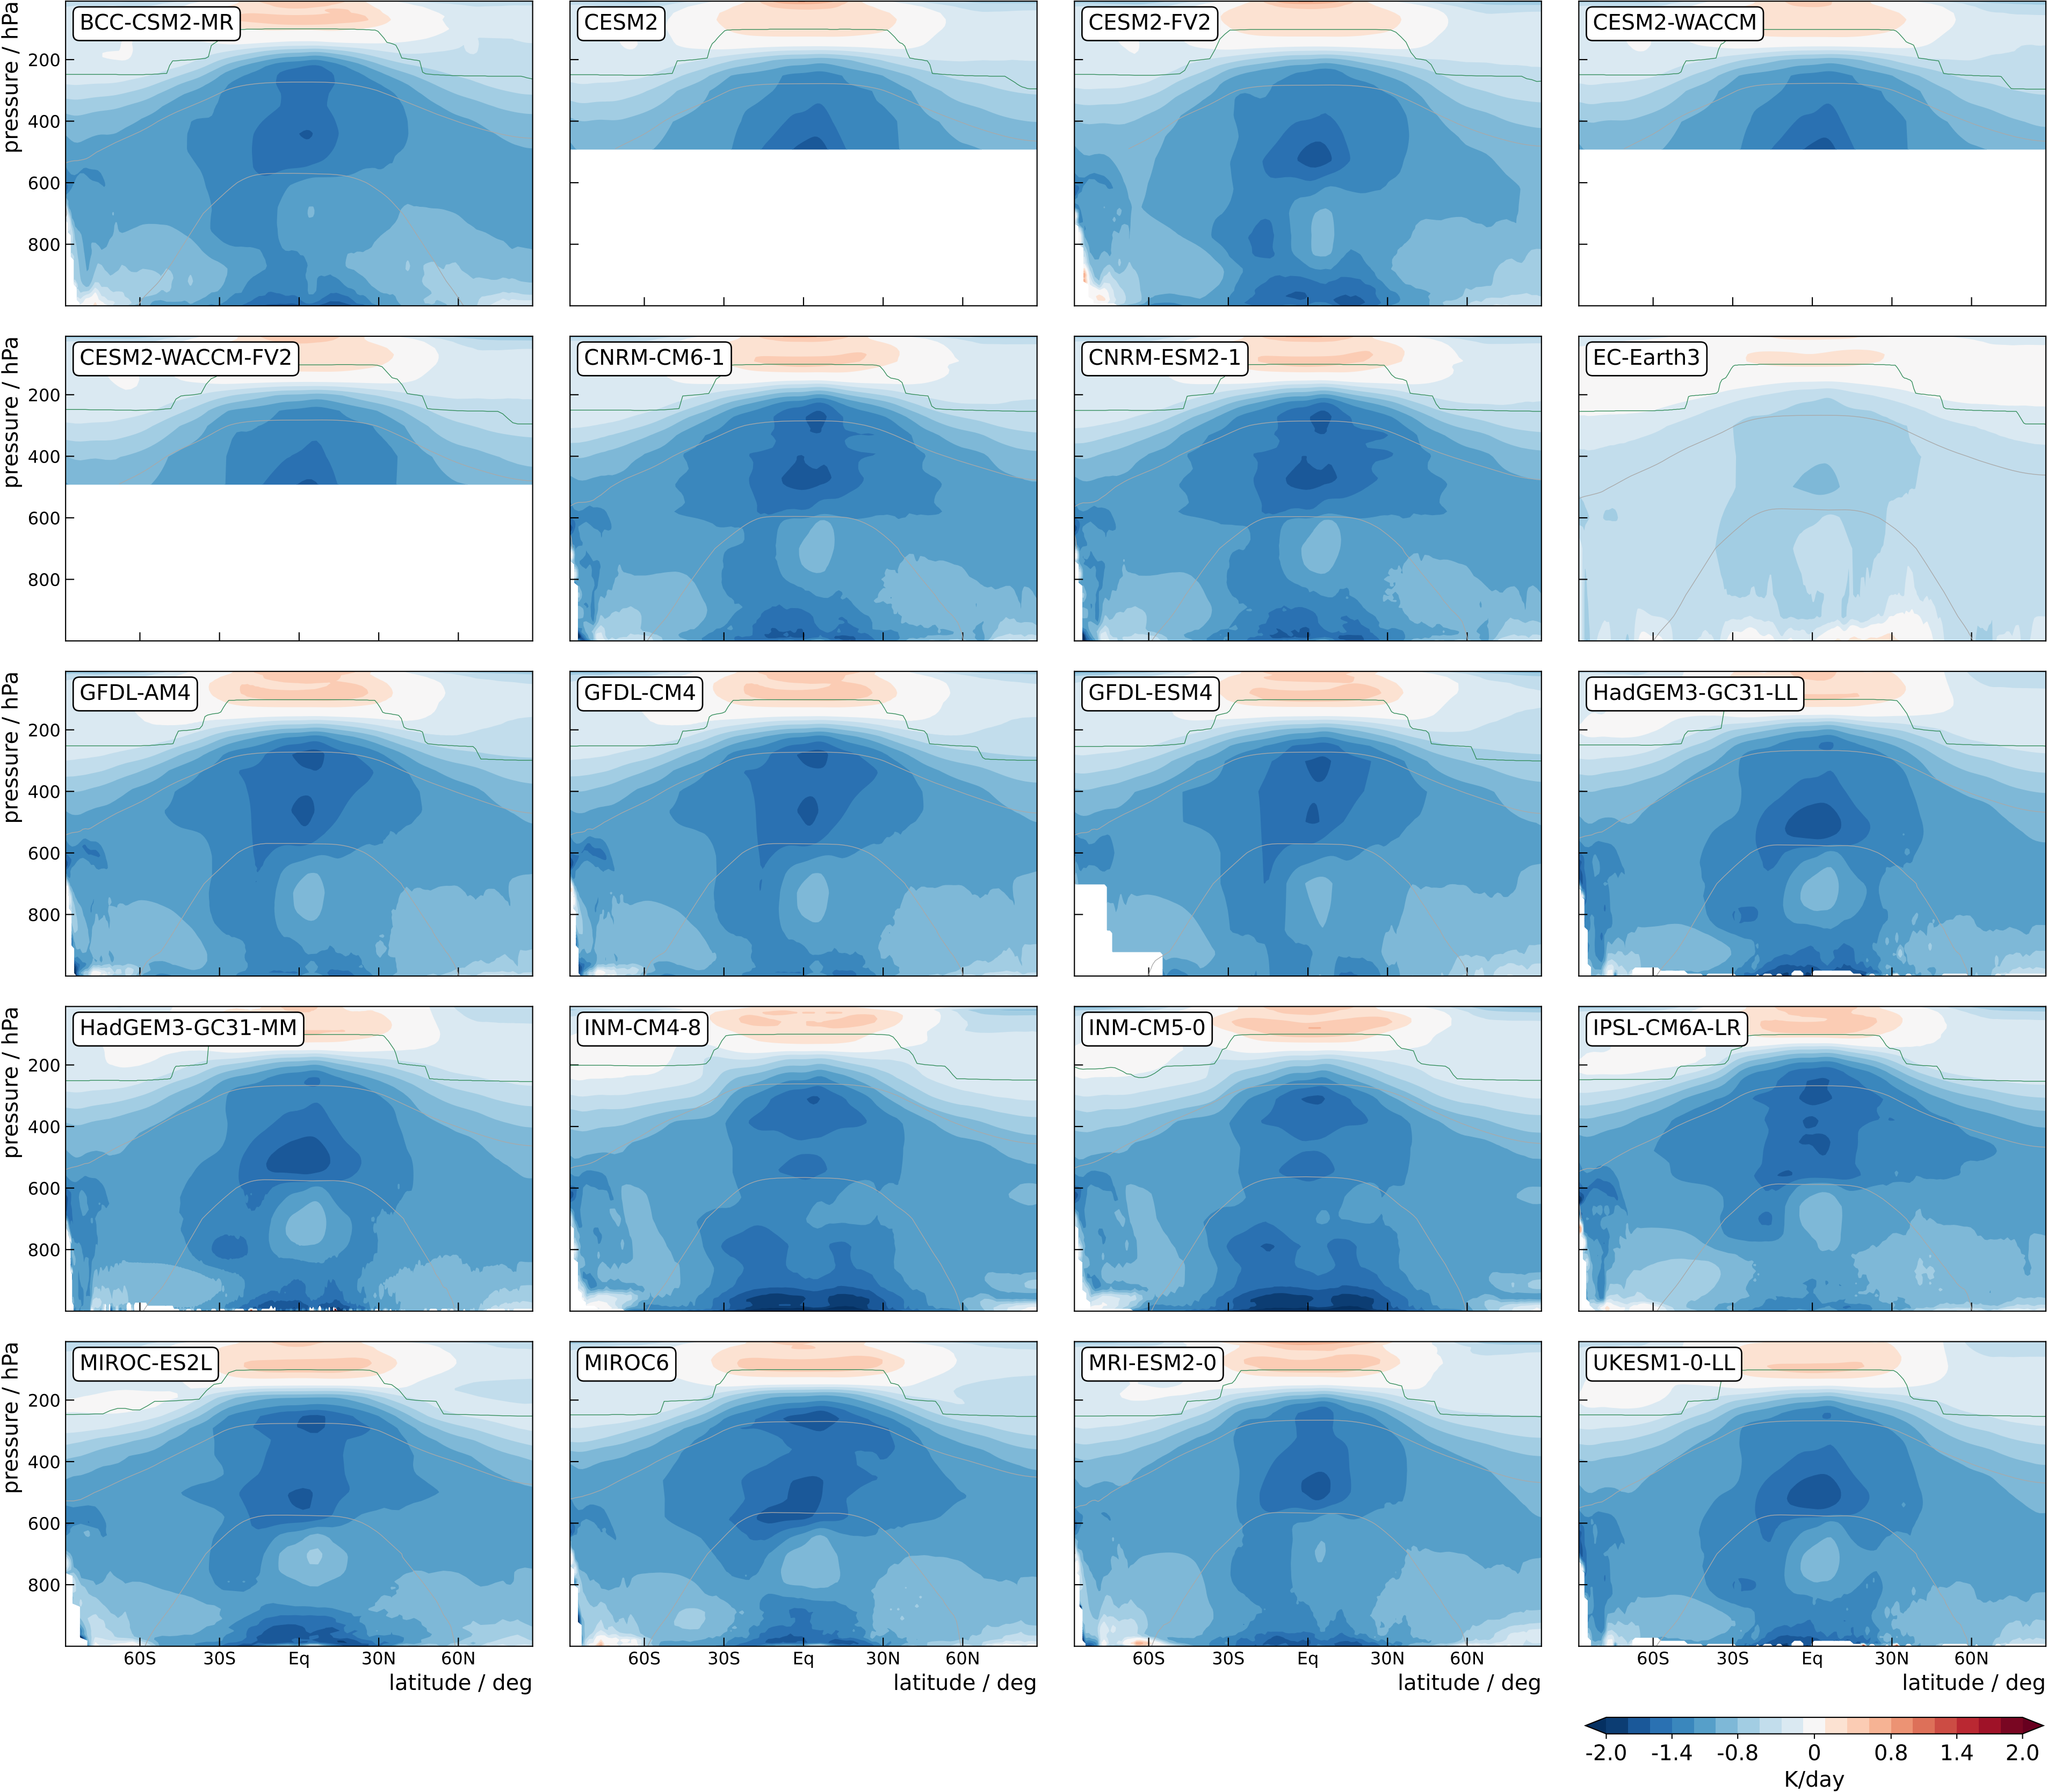 BCC-CSM2-MR
CESM2
CESM2-FV2
CESM2-WACCM
pressure / hPa
200
400
600
800
CESM2-WACCM-FV2
CNRM-CM6-1
CNRM-ESM2-1
EC-Earth3
pressure / hPa
200
400
600
800
GFDL-AM4
GFDL-CM4
GFDL-ESM4
HadGEM3-GC31-LL
pressure / hPa
200
400
600
800
HadGEM3-GC31-MM
INM-CM4-8
INM-CM5-0
IPSL-CM6A-LR
pressure / hPa
200
400
600
800
MIROC-ES2L
MIROC6
MRI-ESM2-0
UKESM1-0-LL
pressure / hPa
200
400
600
800
60S 30S Eq 30N 60N
latitude / deg
60S 30S Eq 30N 60N
latitude / deg
60S 30S Eq 30N 60N
latitude / deg
60S 30S Eq 30N 60N
latitude / deg
-2.0 -1.4 -0.8 0 0.8 1.4 2.0
K/day